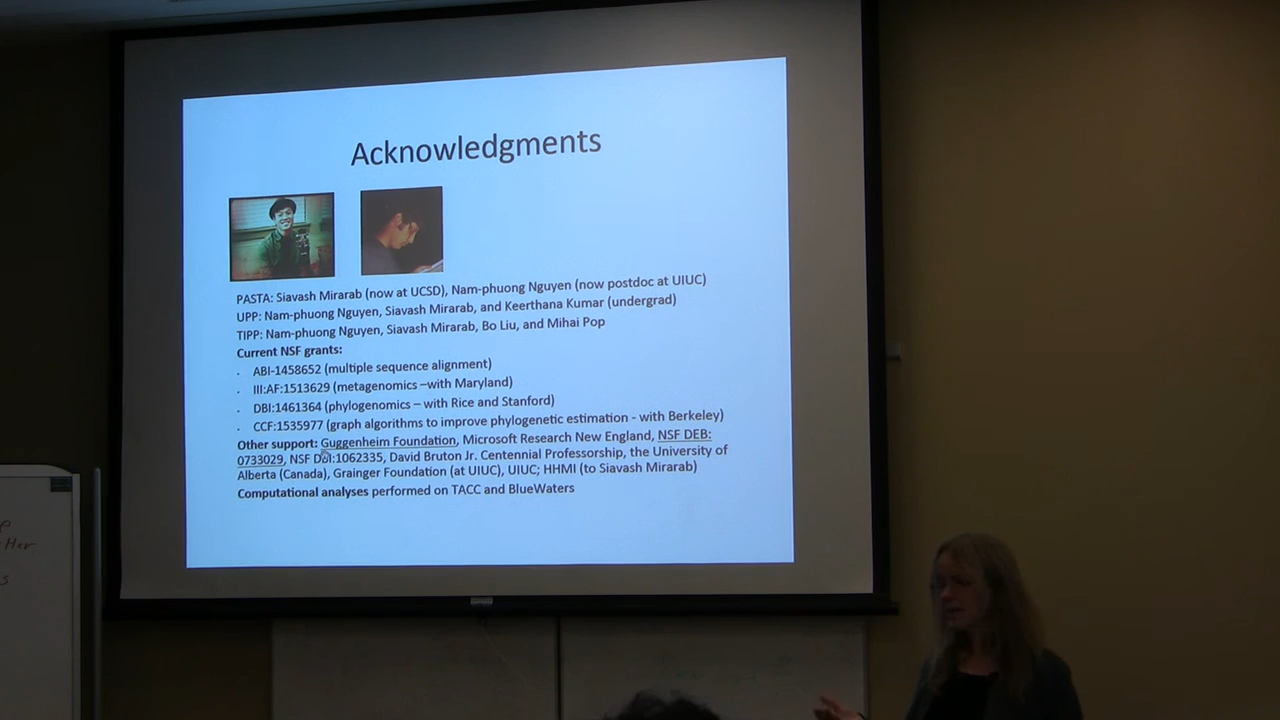 Acknowledgments
PASTA: Siavash Mirarab (now at UCSD), Nam-phuong Nguyen (now postdoc at UIUC)
UPP: Nam-phuong Nguyen, Siavash Mirarab, and Keerthana Kumar (undergrad)
TIPP: Nam-phuong Nguyen, Siavash Mirarab, Bo Liu, and Mihai Pop
Current NSF grants:
· ABI-1458652 (multiple sequence alignment)
· III:AF:1513629 (metagenomics –with Maryland)
· DBI:1461364 (phylogenomics – with Rice and Stanford)
· CCF:1535977 (graph algorithms to improve phylogenetic estimation - with Berkeley)
Other support: Guggenheim Foundation, Microsoft Research New England, NSF DEB:
0733029, NSF DBI:1062335, David Bruton Jr. Centennial Professorship, the University of
Alberta (Canada), Grainger Foundation (at UIUC), UIUC; HHMI (to Siavash Mirarab)
Computational analyses performed on TACC and BlueWaters